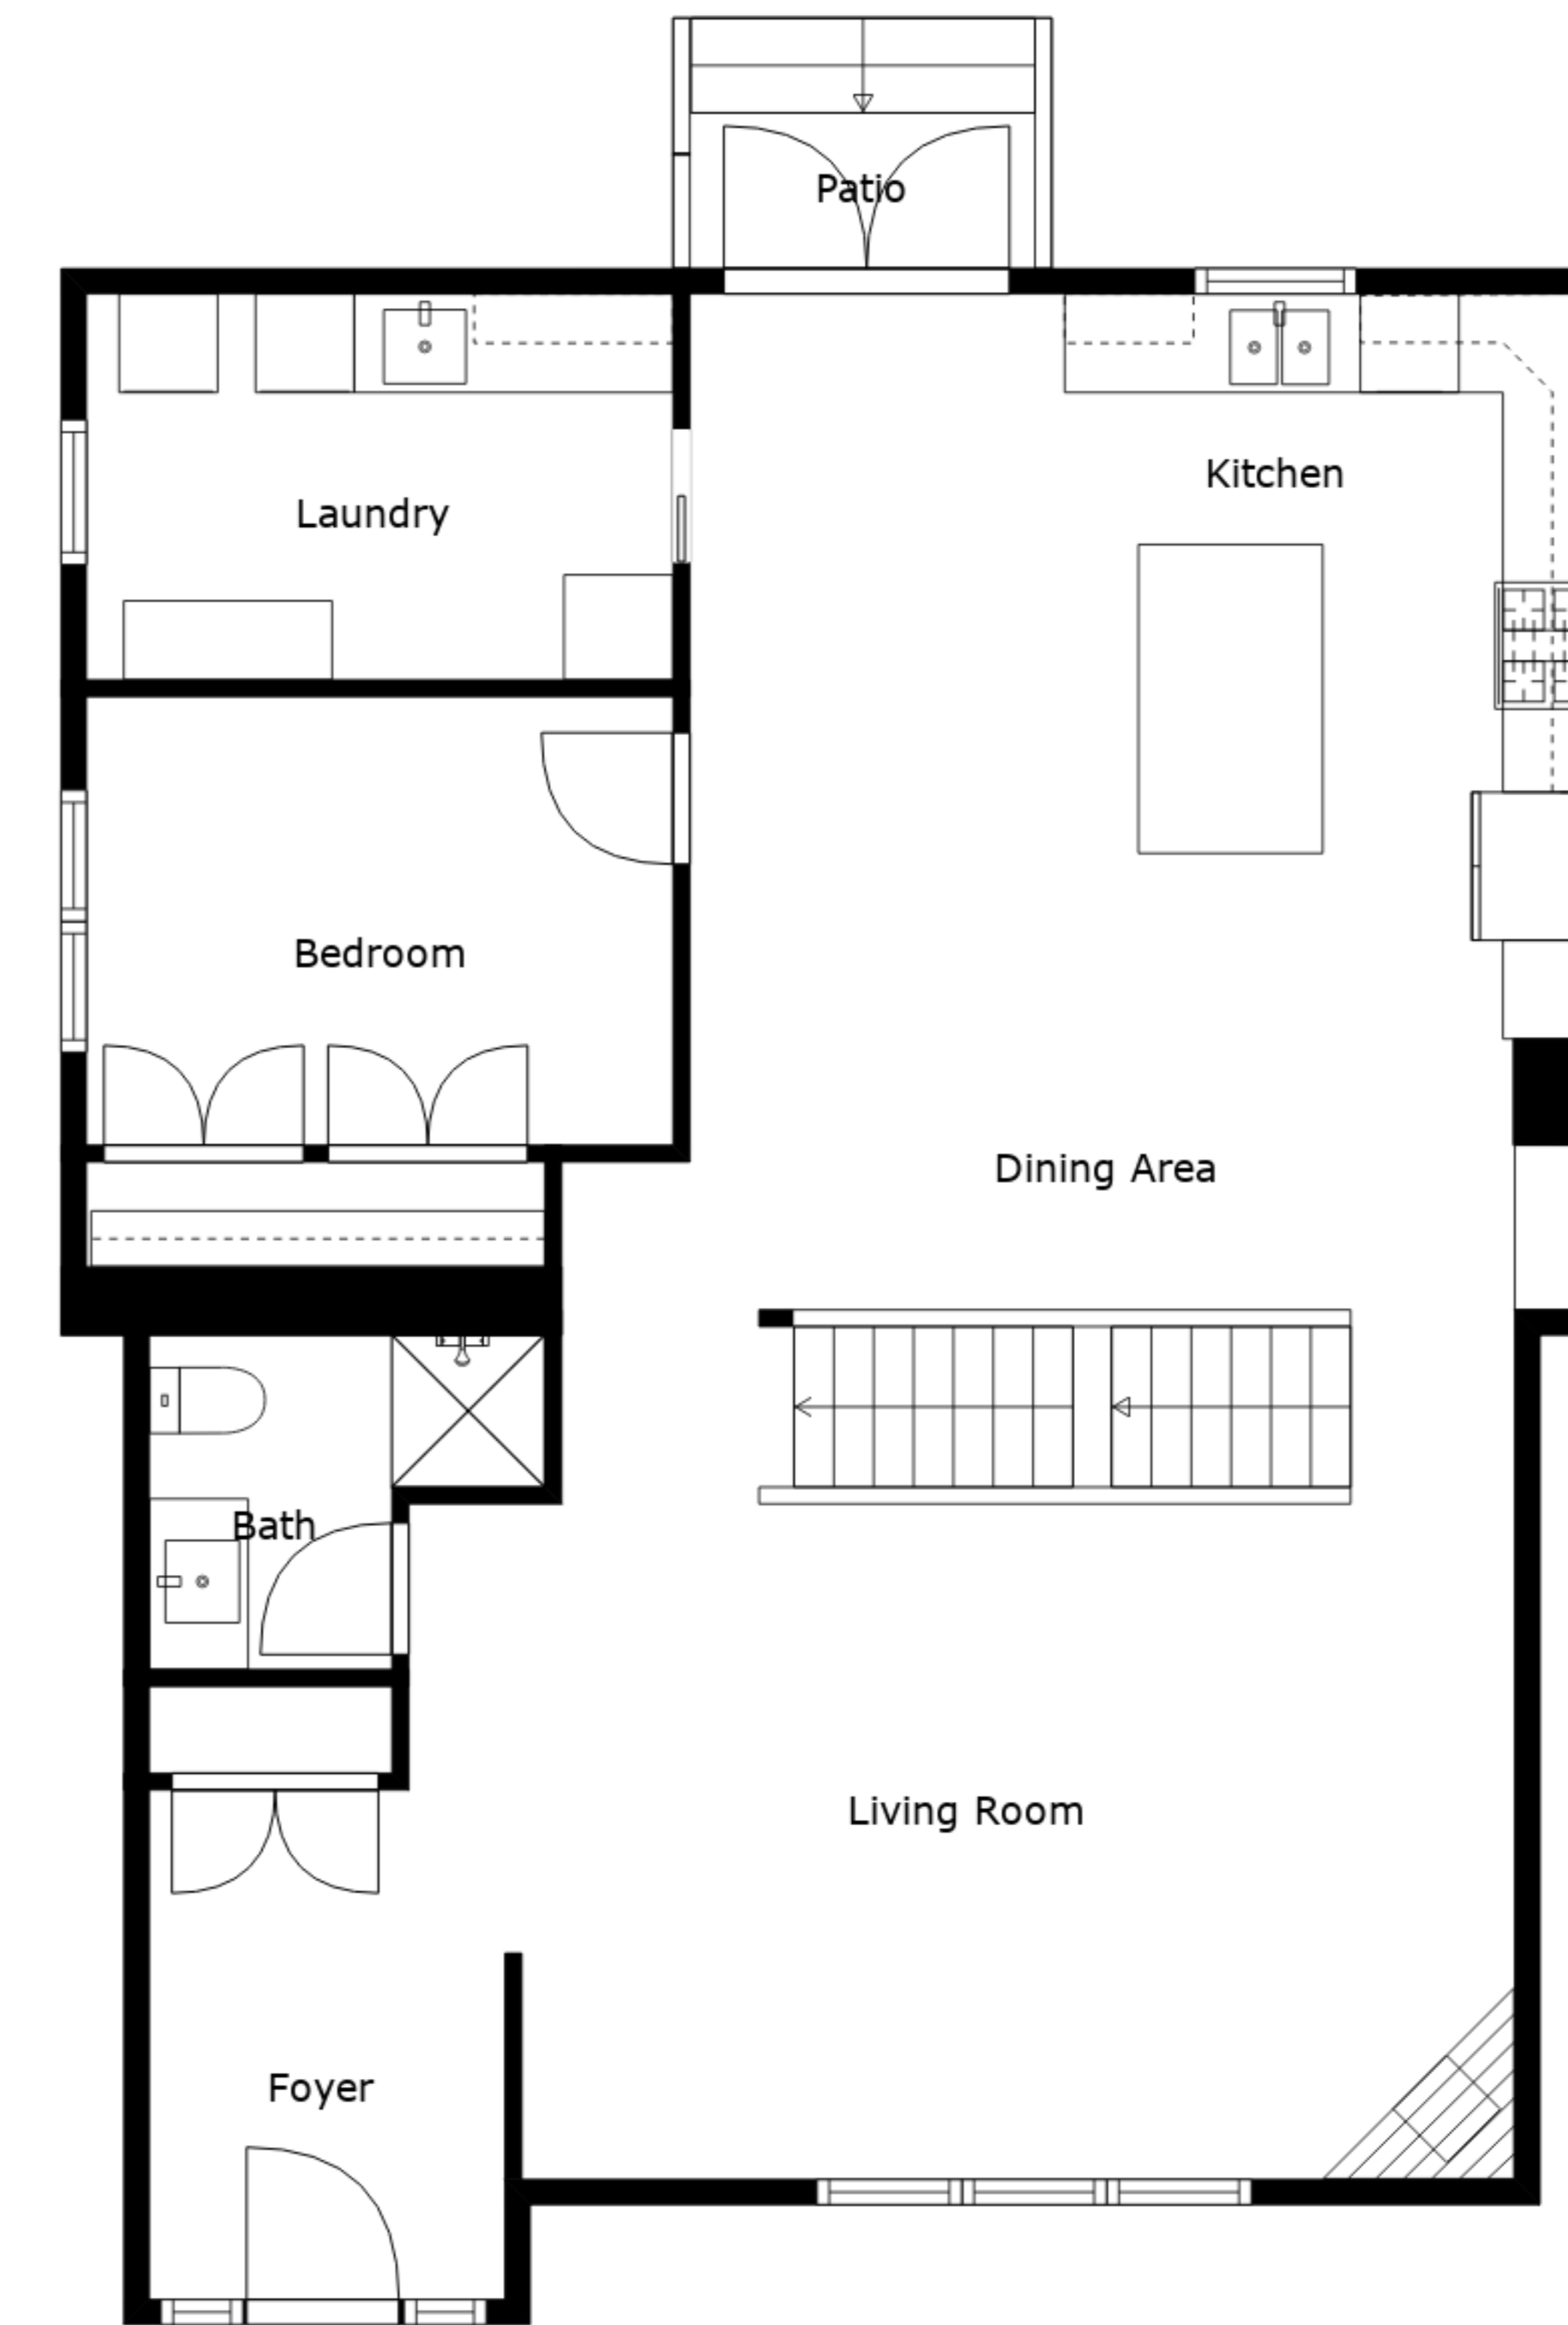 Patio
Kitchen
Laundry
Bedroom
Dining Area
Bath
Living Room
Foyer